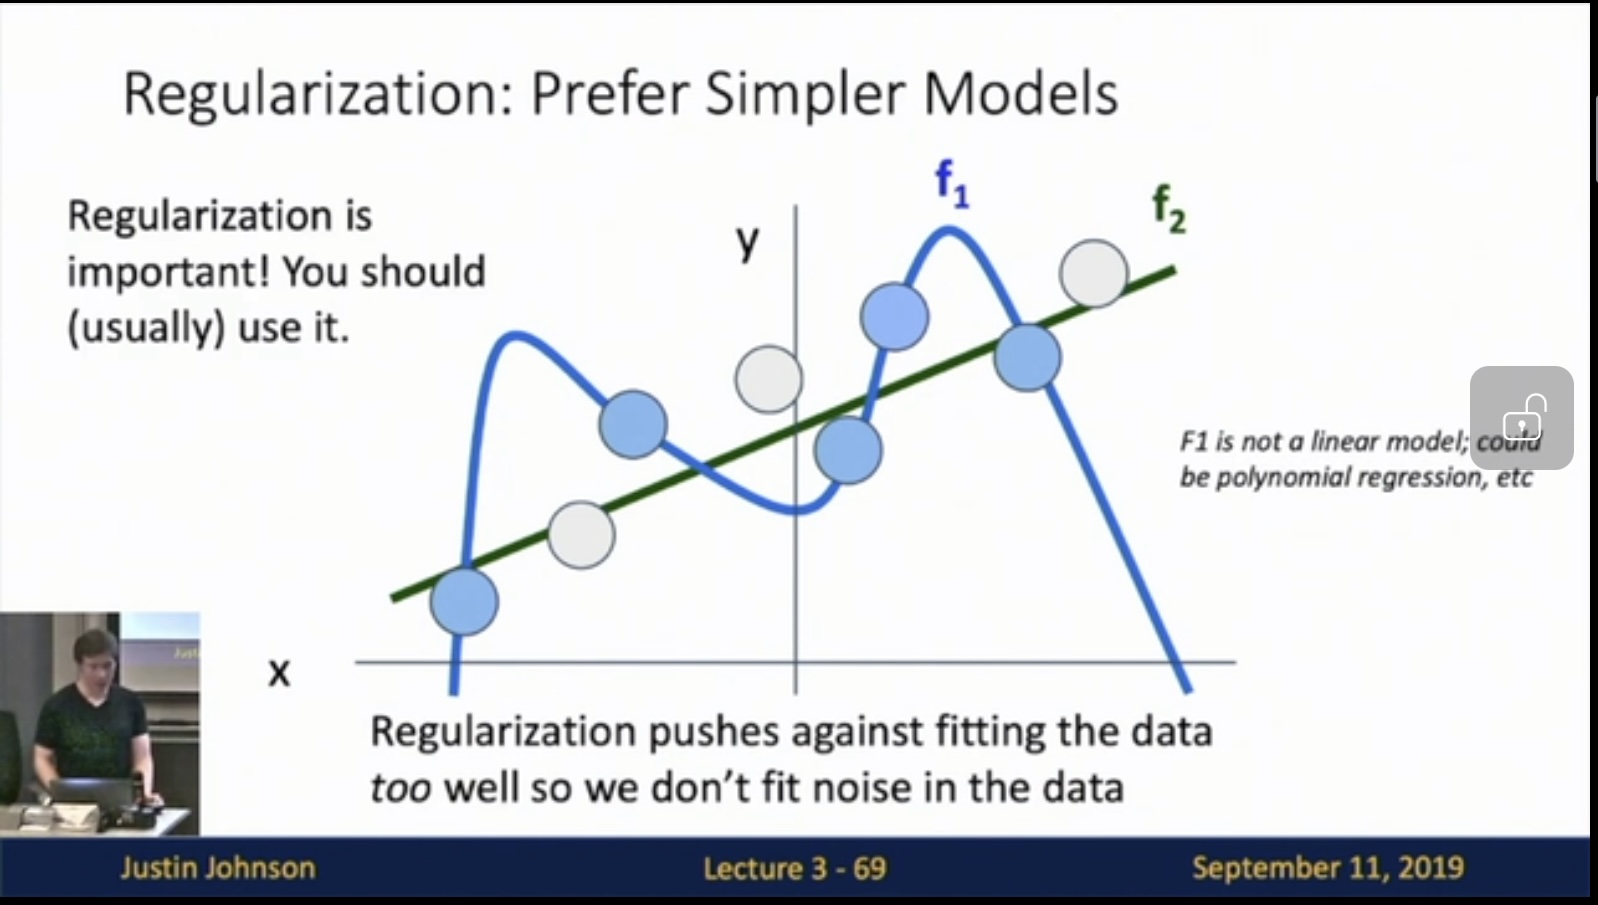 Regularization: Prefer Simpler Models
Regularization is
important! You should
(usually) use it.
y
f1
f2
F1 is not a linear model; could
be polynomial regression, etc
x
Regularization pushes against fitting the data
too well so we don't fit noise in the data
Justin Johnson
Lecture 3 - 69
September 11, 2019